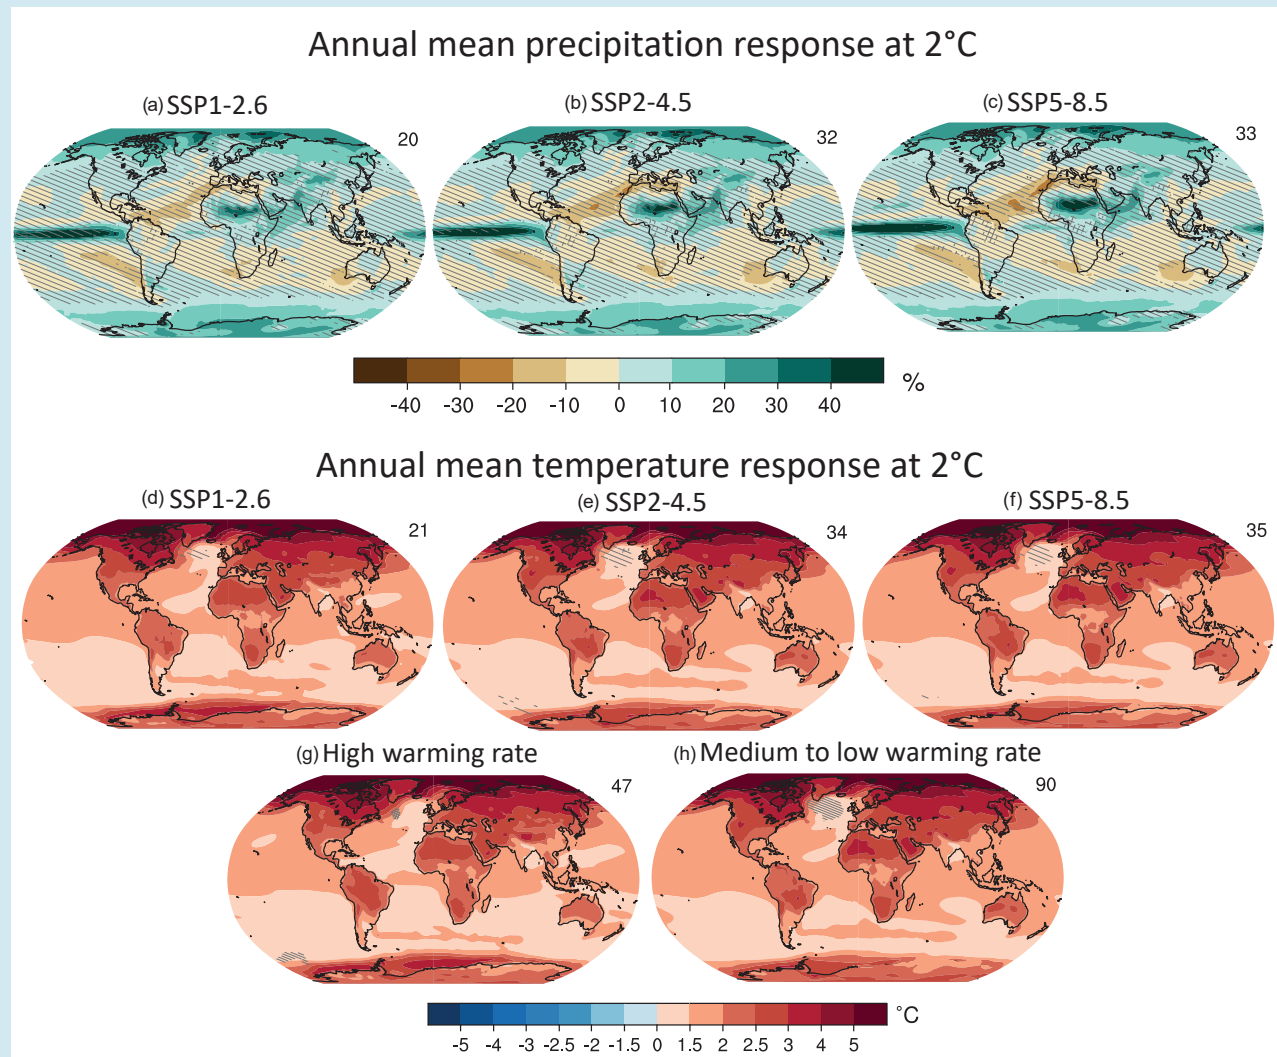 Annual mean precipitation response at 2°C
(a) SSP1-2.6
20
(b) SSP2-4.5
32
(c) SSP5-8.5
33
-40 -30 -20 -10 0 10 20 30 40 %
Annual mean temperature response at 2°C
(d) SSP1-2.6
21
(e) SSP2-4.5
34
(f) SSP5-8.5
35
(g) High warming rate
47
(h) Medium to low warming rate
90
-5 -4 -3 -2.5 -2 -1.5 0 1.5 2 2.5 3 4 5 °C